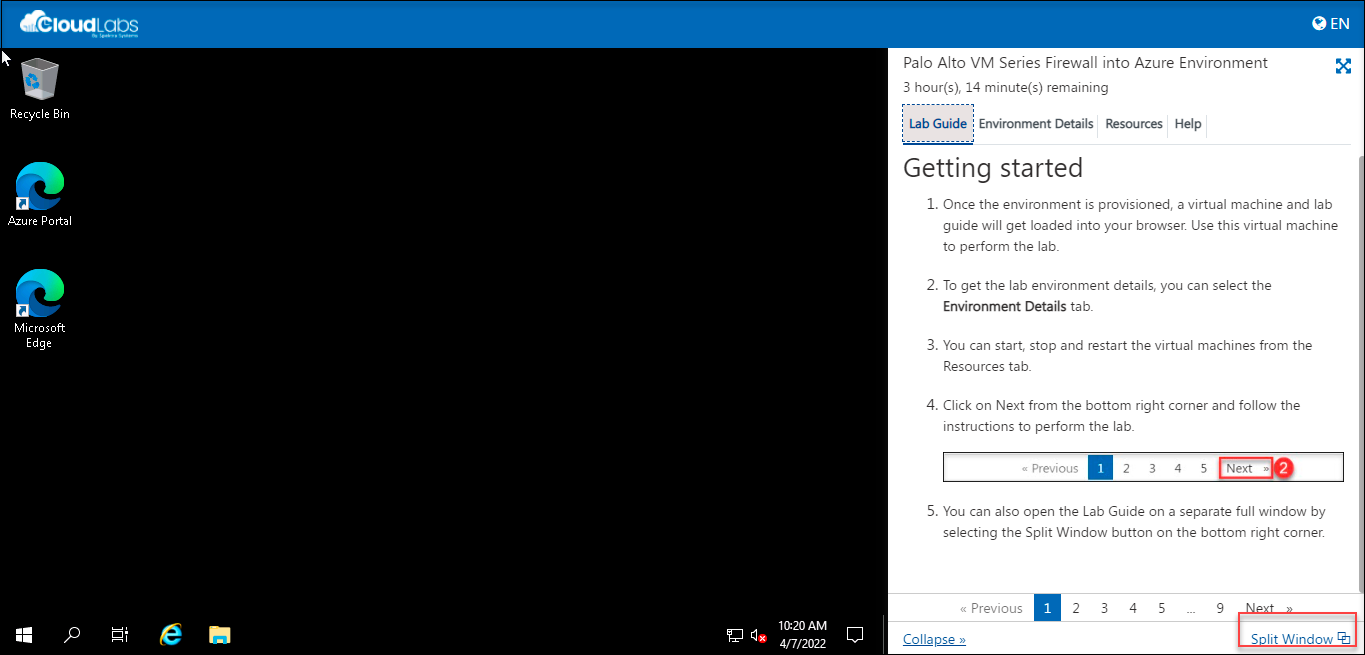 CloudLabs
By Spektra Systems
EN
Recycle Bin
Azure Portal
Microsoft
Edge
10:20 AM
4/7/2022
Palo Alto VM Series Firewall into Azure Environment
3 hour(s), 14 minute(s) remaining
Lab Guide Environment Details Resources Help
Getting started
1. Once the environment is provisioned, a virtual machine and lab
guide will get loaded into your browser. Use this virtual machine
to perform the lab.
2. To get the lab environment details, you can select the
Environment Details tab.
3. You can start, stop and restart the virtual machines from the
Resources tab.
4. Click on Next from the bottom right corner and follow the
instructions to perform the lab.
« Previous 1 2 3 4 5 Next » 2
5. You can also open the Lab Guide on a separate full window by
selecting the Split Window button on the bottom right corner.
« Previous 1 2 3 4 5 ... 9 Next »
Collapse » Split Window